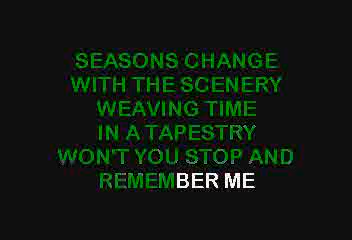 SEASONS CHANGE
WITH THE SCENERY
WEAVING TIME
IN A TAPESTRY
WON'T YOU STOP AND
REMEMBER ME